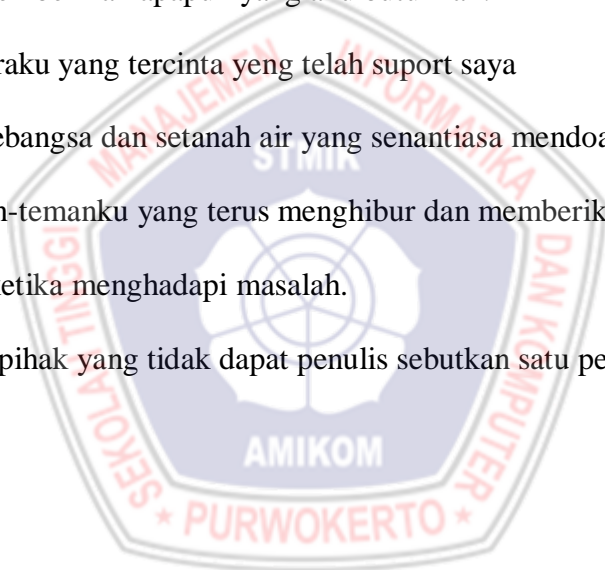 raku yang tercinta yeng telah suport saya
ebangsa dan setanah air yang senantiasa mendoa
n-temanku yang terus menghibur dan memberik
ketika menghadapi masalah.
pihak yang tidak dapat penulis sebutkan satu pe
SEKOLAH TINGGI MANAJEMEN INFORMATIKA DAN KOMPUTER
STMIK
AMIKOM
* PURWOKERTO *